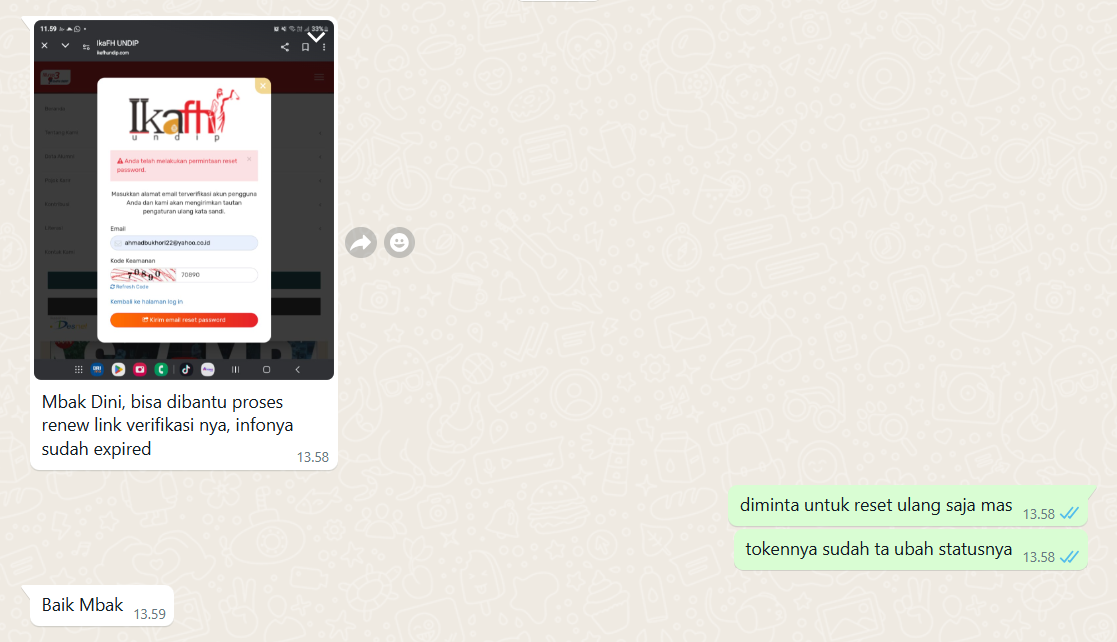 11.59
33%
IkaFH UNDIP
ikafhundip.com
Ikafh
undip
Anda telah melakukan permintaan reset
password.
Masukkan alamat email terverifikasi akun pengguna
Anda dan kami akan mengirimkan tautan
pengaturan ulang kata sandi.
Email
ahmadbukhori22@yahoo.co.id
Kode Keamanan
70890
70890
Refresh Code
Kembali ke halaman log in
Kirim email reset password
Mbak Dini, bisa dibantu proses
renew link verifikasi nya, infonya
sudah expired
13.58
diminta untuk reset ulang saja mas
13.58
tokennya sudah ta ubah statusnya
13.58
Baik Mbak
13.59